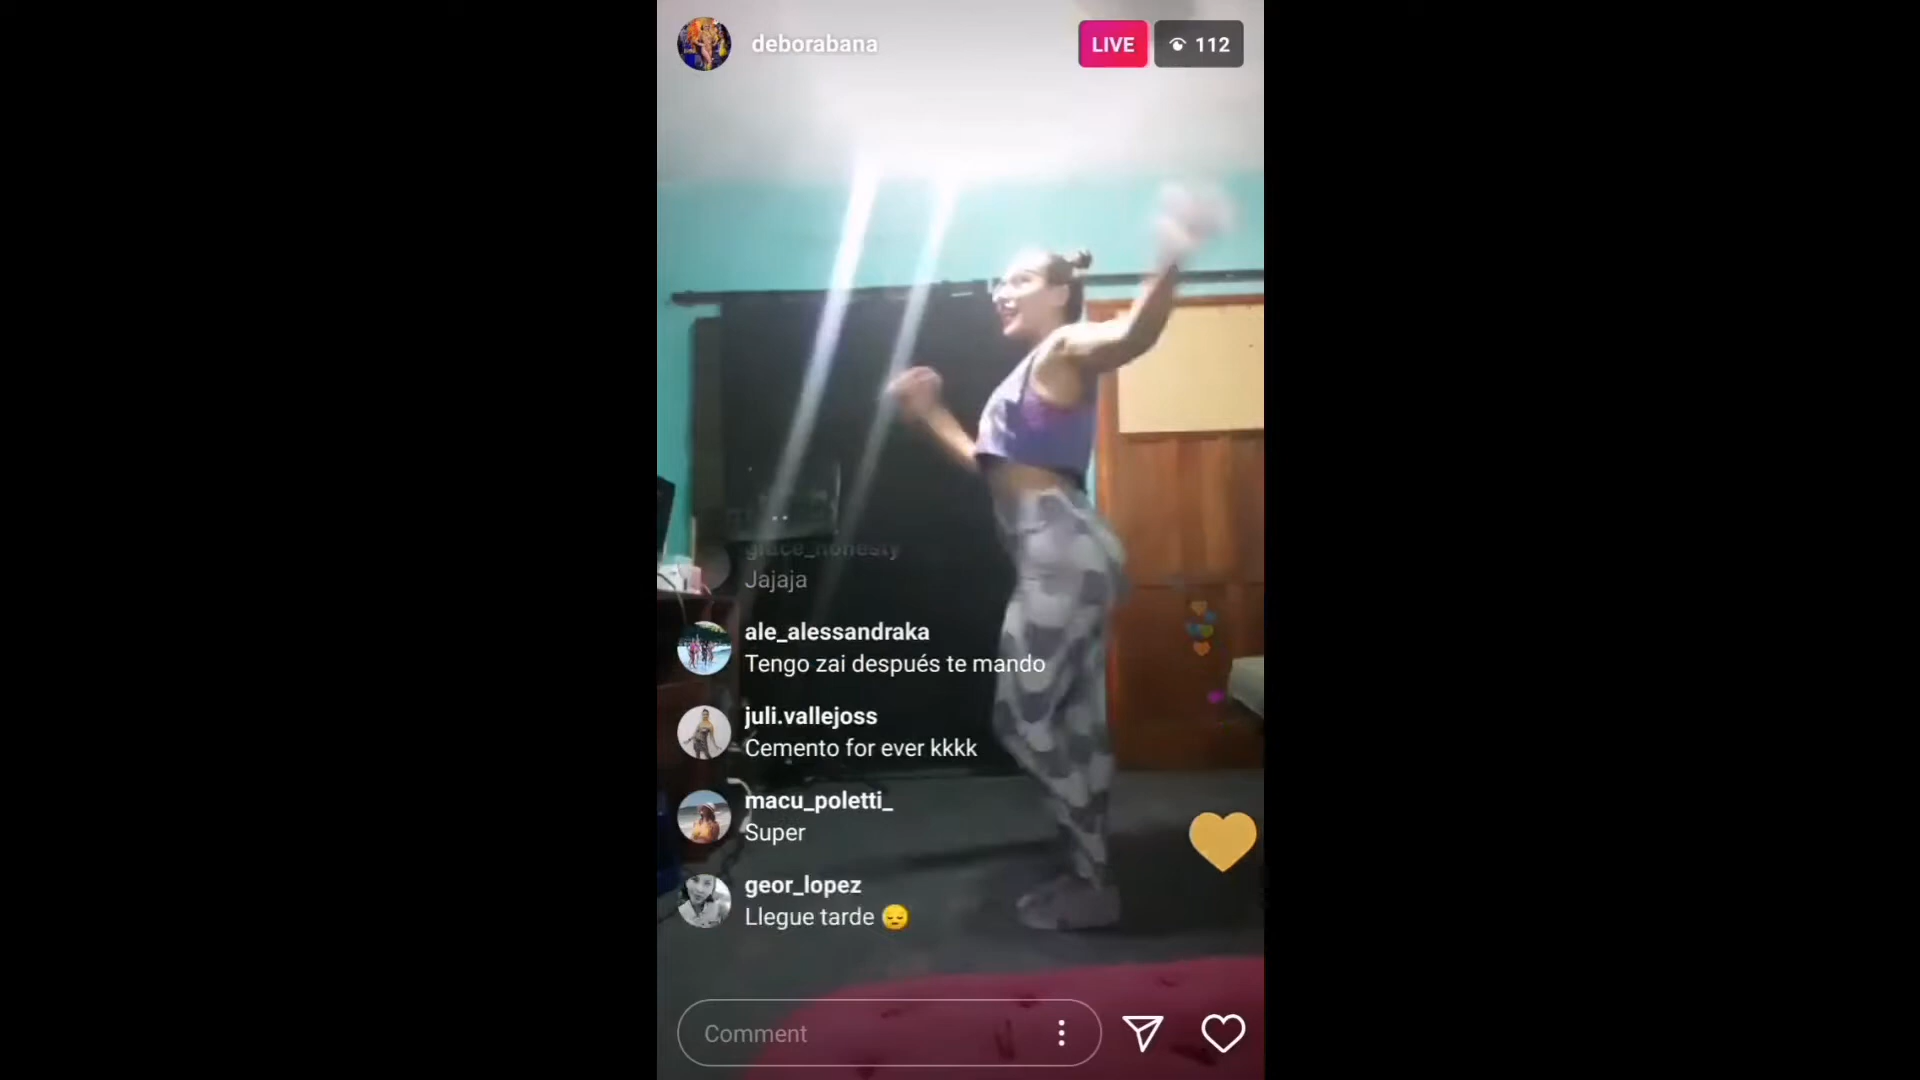 deborabana
LIVE
112
grace_honesty
Jajaja
ale_alessandraka
Tengo zai después te mando
juli.vallejoss
Cemento for ever kkkk
macu_poletti_
Super
geor_lopez
Llegue tarde 😔
Comment